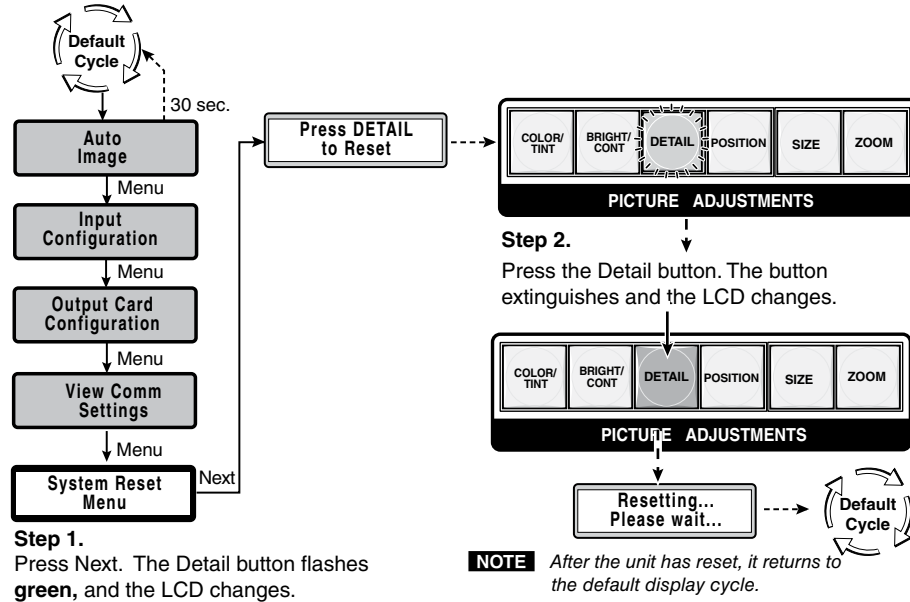 Default
Cycle
30 sec.
Auto
Image
Menu
Input
Configuration
Menu
Output Card
Configuration
Menu
View Comm
Settings
Menu
System Reset
Menu
Next
Step 1.
Press Next. The Detail button flashes
green, and the LCD changes.
Press DETAIL
to Reset
COLOR/
TINT
BRIGHT/
CONT
DETAIL
POSITION
SIZE
ZOOM
PICTURE ADJUSTMENTS
Step 2.
Press the Detail button. The button
extinguishes and the LCD changes.
COLOR/
TINT
BRIGHT/
CONT
DETAIL
POSITION
SIZE
ZOOM
PICTURE ADJUSTMENTS
Resetting...
Please wait...
Default
Cycle
NOTE After the unit has reset, it returns to
the default display cycle.